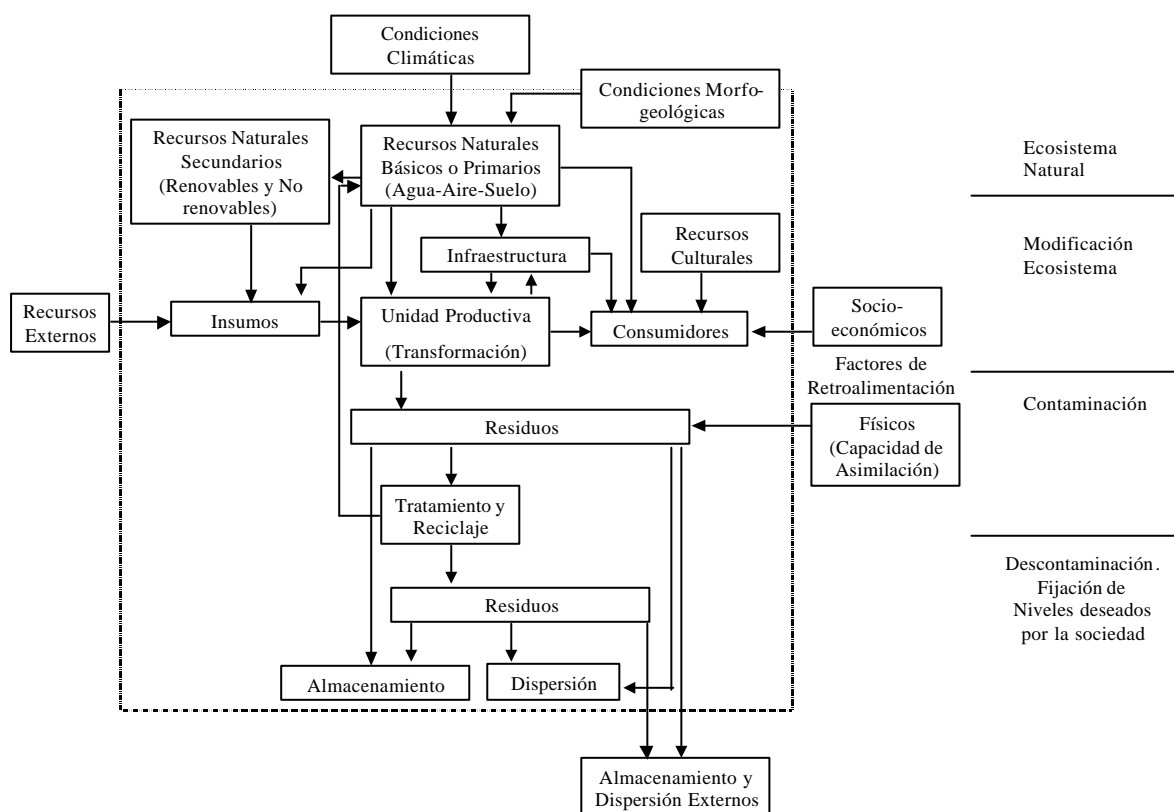 Condiciones
Climáticas
Condiciones Morfo-
geológicas
Recursos Naturales
Secundarios
(Renovables y No
renovables)
Recursos Naturales
Básicos o Primarios
(Agua-Aire-Suelo)
Ecosistema
Natural
Infraestructura
Recursos
Culturales
Modificación
Ecosistema
Recursos
Externos
Insumos
Unidad Productiva
(Transformación)
Consumidores
Socio-
económicos
Factores de
Retroalimentación
Residuos
Físicos
(Capacidad de
Asimilación)
Contaminación
Tratamiento y
Reciclaje
Residuos
Descontaminación.
Fijación de
Niveles deseados
por la sociedad
Almacenamiento
Dispersión
Almacenamiento y
Dispersión Externos